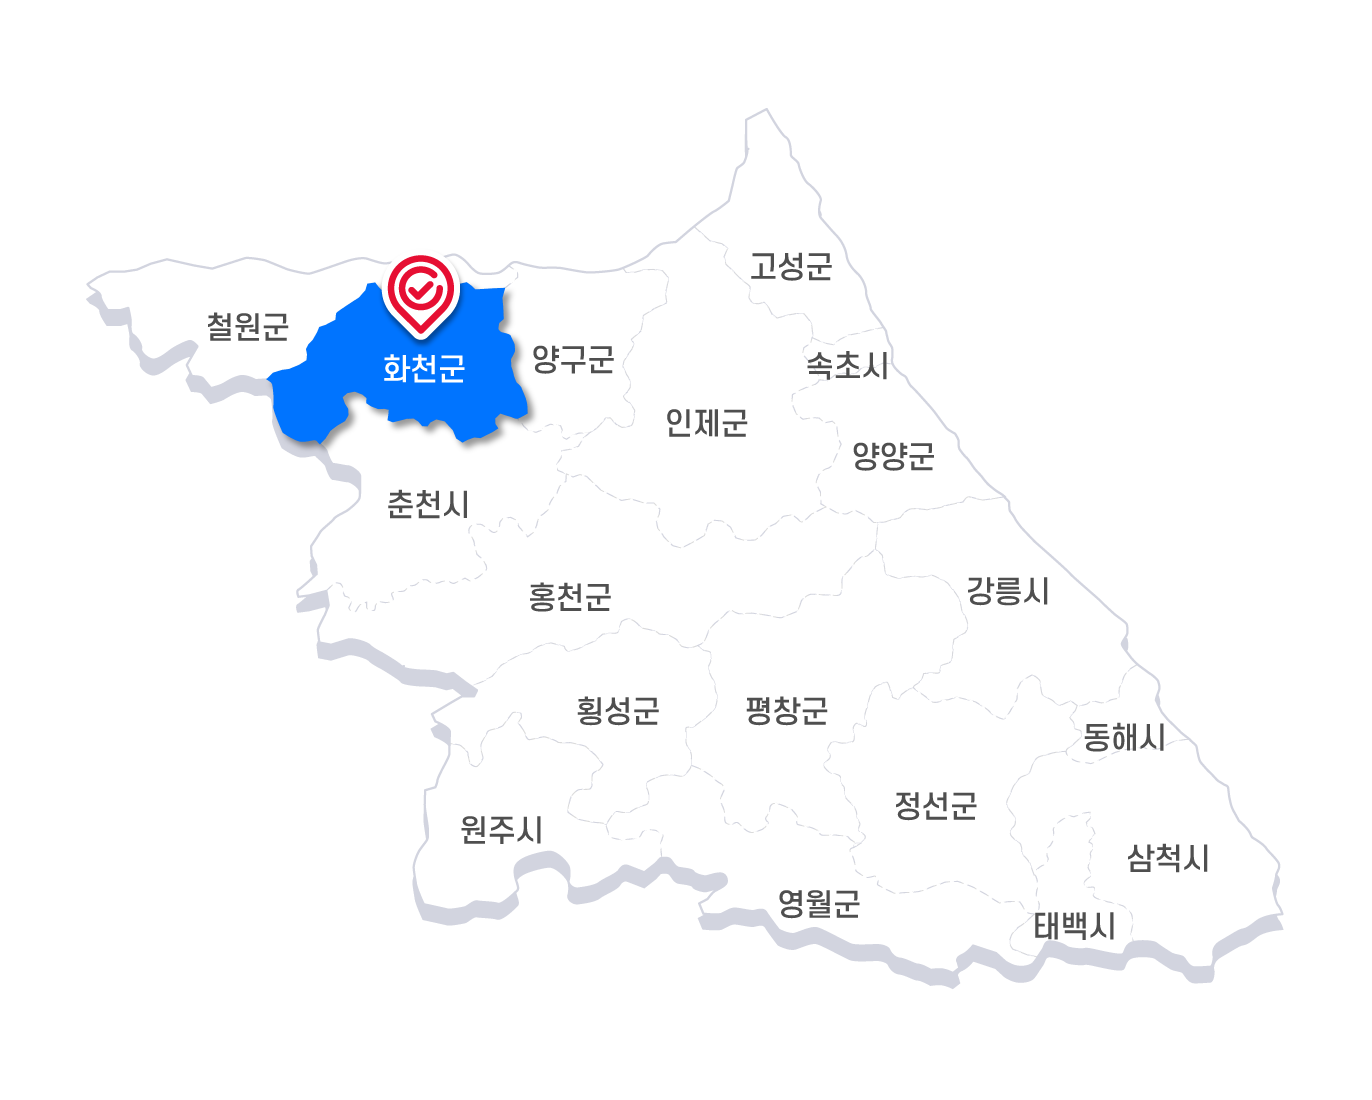 고성군
철원군
양구군
속초시
화천군
인제군
양양군
춘천시
강릉시
홍천군
횡성군
평창군
동해시
정선군
원주시
삼척시
영월군
태백시